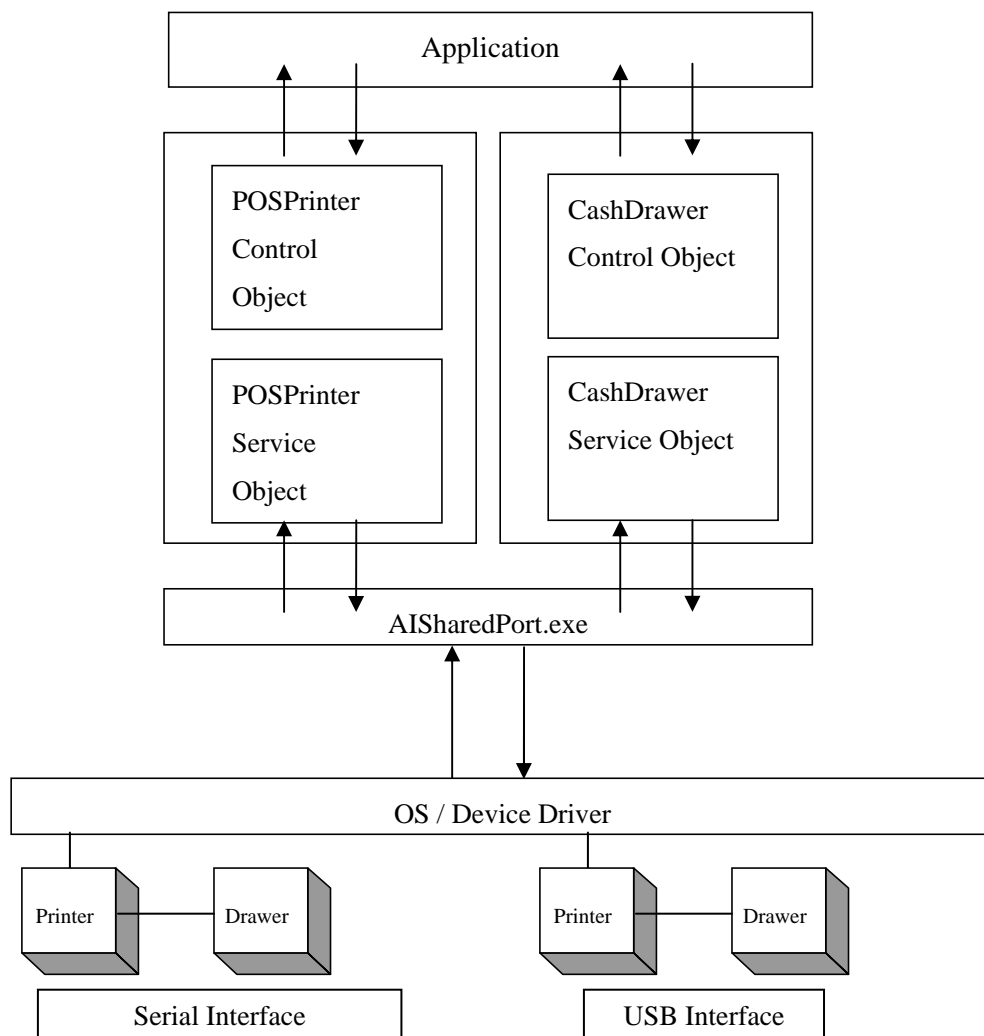 Application
POSPrinter
Control
Object
CashDrawer
Control Object
POSPrinter
Service
Object
CashDrawer
Service Object
AISharedPort.exe
OS / Device Driver
Printer
Drawer
Printer
Drawer
Serial Interface
USB Interface